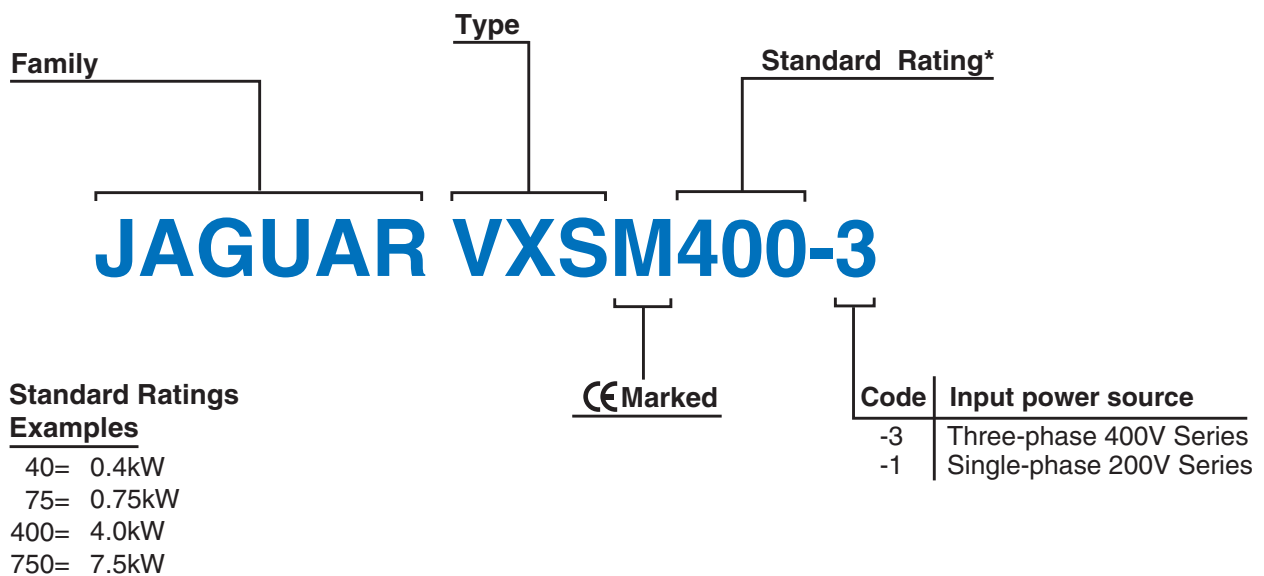 Type
Family
Standard Rating*
JAGUAR VXSM400-3
CE Marked
Standard Ratings
Examples
40= 0.4kW
75= 0.75kW
400= 4.0kW
750= 7.5kW
Code Input power source
-3 Three-phase 400V Series
-1 Single-phase 200V Series